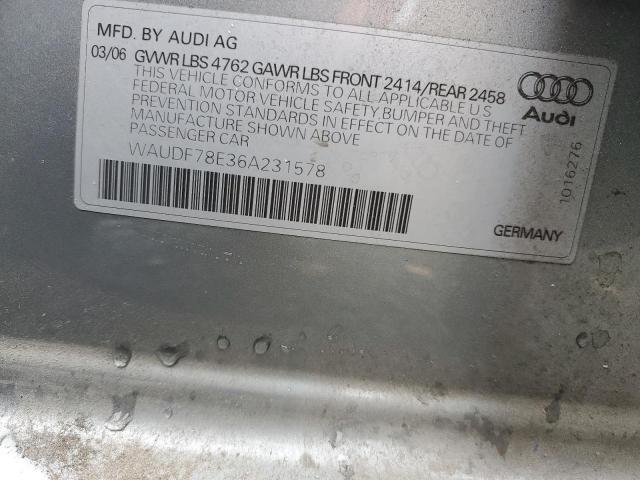 MFD. BY AUDI AG
03/06 GVWR LBS 4762 GAWR LBS FRONT 2414/REAR 2458
THIS VEHICLE CONFORMS TO ALL APPLICABLE U S
FEDERAL MOTOR VEHICLE SAFETY,BUMPER AND THEFT
PREVENTION STANDARDS IN EFFECT ON THE DATE OF
MANUFACTURE SHOWN ABOVE
PASSENGER CAR
WAUDF78E36A231578
Audi
1016276
GERMANY